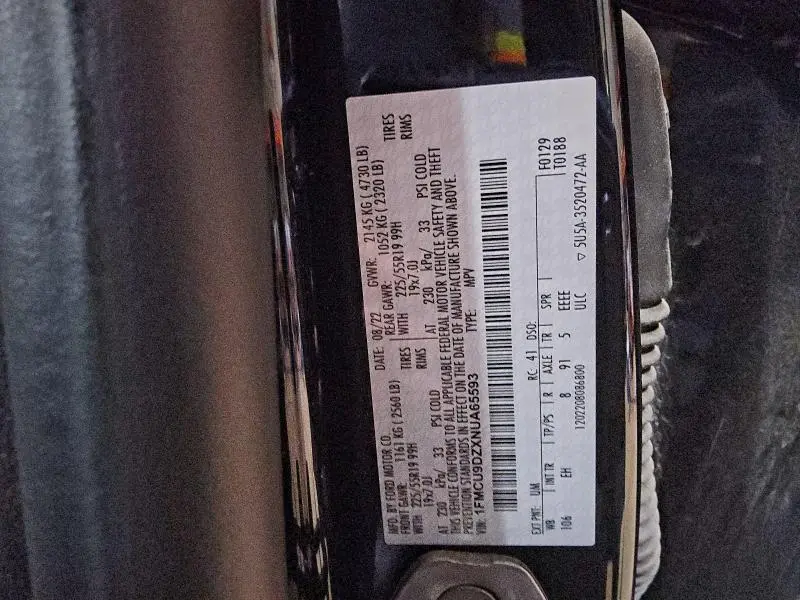 MFD. BY FORD MOTOR CO.
DATE: 08/22 GVWR: 2145 KG ( 4730 LB)
FRONT GAWR: 1161 KG ( 2560 LB) REAR GAWR: 1052 KG ( 2320 LB)
WITH 225/55R19 99H TIRES WITH 225/55R19 99H TIRES
19x7.0J RIMS 19x7.0J RIMS
AT 230 kPa/ 33 PSI COLD AT 230 kPa/ 33 PSI COLD
THIS VEHICLE CONFORMS TO ALL APPLICABLE FEDERAL MOTOR VEHICLE SAFETY AND THEFT
PREVENTION STANDARDS IN EFFECT ON THE DATE OF MANUFACTURE SHOWN ABOVE.
VIN: 1FMCU9DZXNUA65593 TYPE: MPV
EXT PNT: UM RC: 41 DSO: F0129
WB INT TR TP/PS R AXLE TR SPR T0188
106 EH 8 91 5 EEEE
1202208086800 ULC ▽ 5U5A-3520472-AA